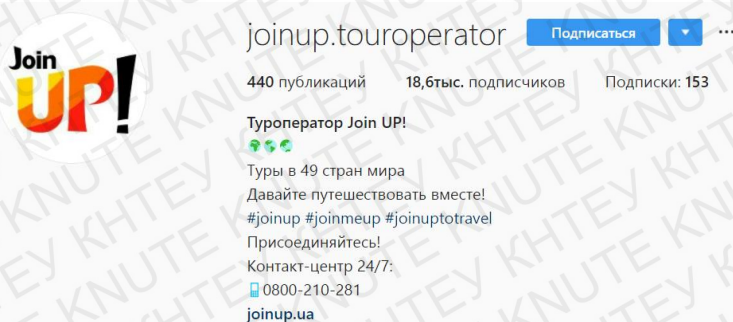 Join
UP!
joinup.touroperator Подписаться
440 публикаций 18,6тыс. подписчиков Подписки: 153
Туроператор Join UP!
Туры в 49 стран мира
Давайте путешествовать вместе!
#joinup #joinmeup #joinuptotravel
Присоединяйтесь!
Контакт-центр 24/7:
0800-210-281
joinup.ua
КНТЕУ KNUTE